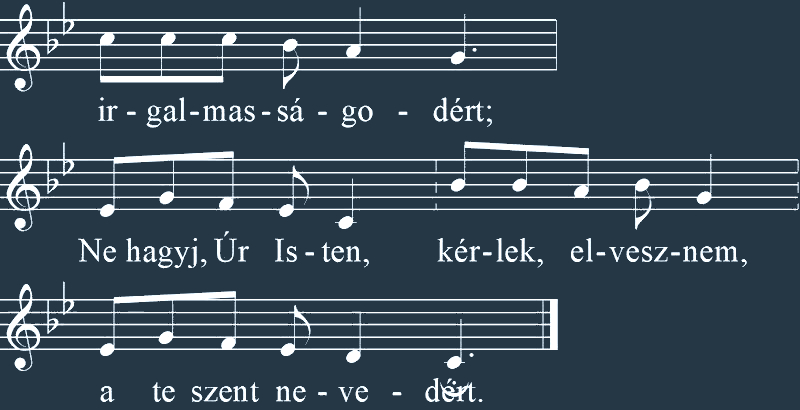 ir - gal-mas-sá - go - dért;
Ne hagyj, Úr Is - ten, kér-lek, el-vesz-nem,
a te szent ne - ve - dért.